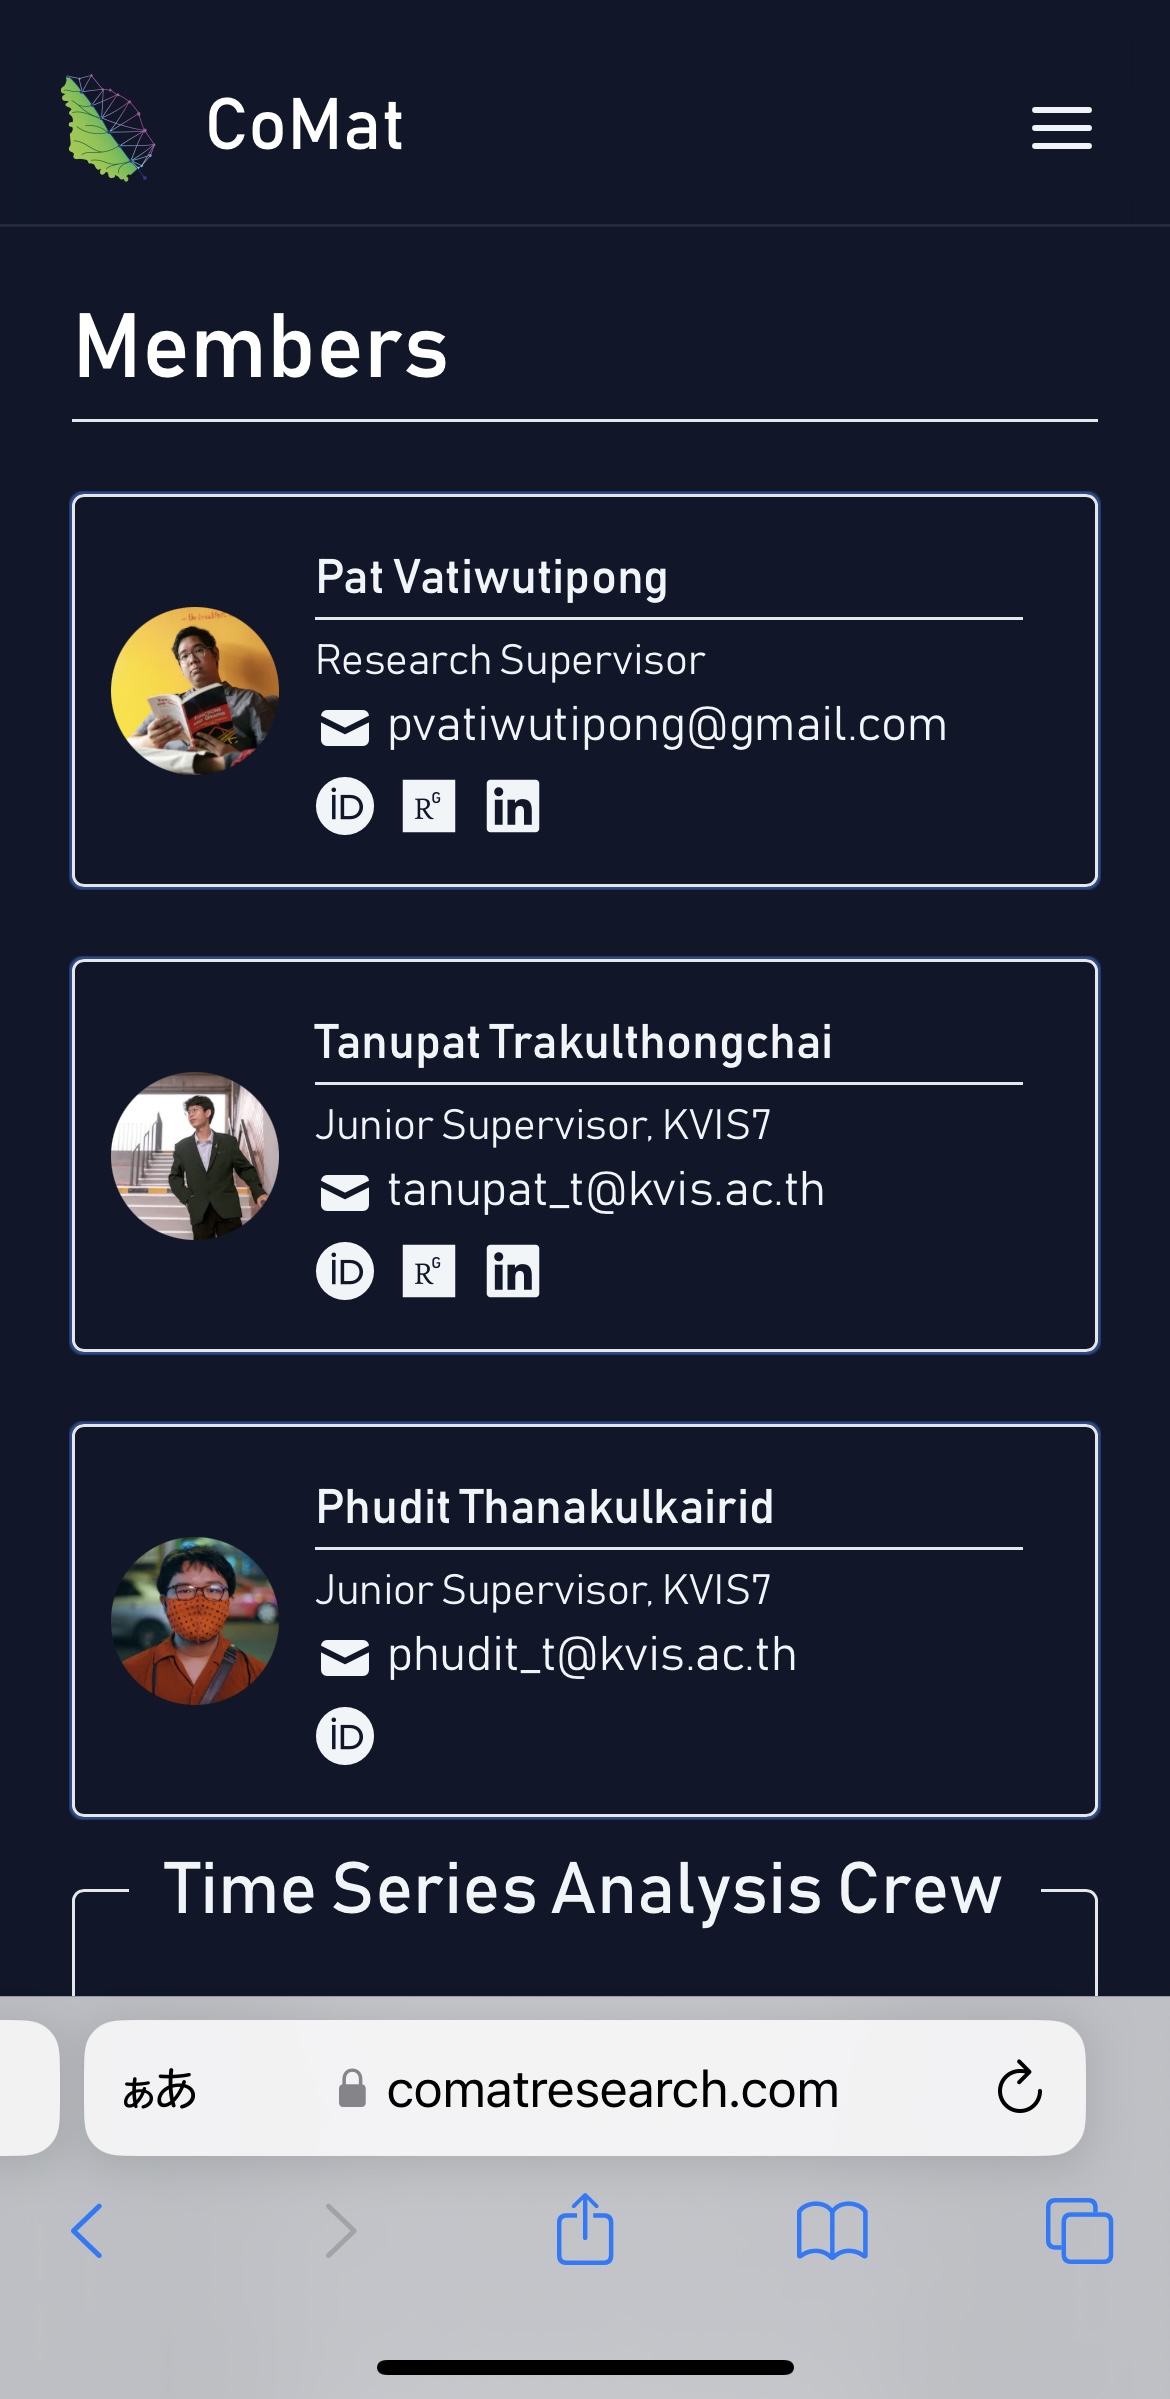 CoMat
Members
Pat Vatiwutipong
Research Supervisor
pvatiwutipong@gmail.com
iD RG in
Tanupat Trakulthongchai
Junior Supervisor, KVIS7
tanupat_t@kvis.ac.th
iD RG in
Phudit Thanakulkairid
Junior Supervisor, KVIS7
phudit_t@kvis.ac.th
iD
Time Series Analysis Crew
ぁあ comatresearch.com